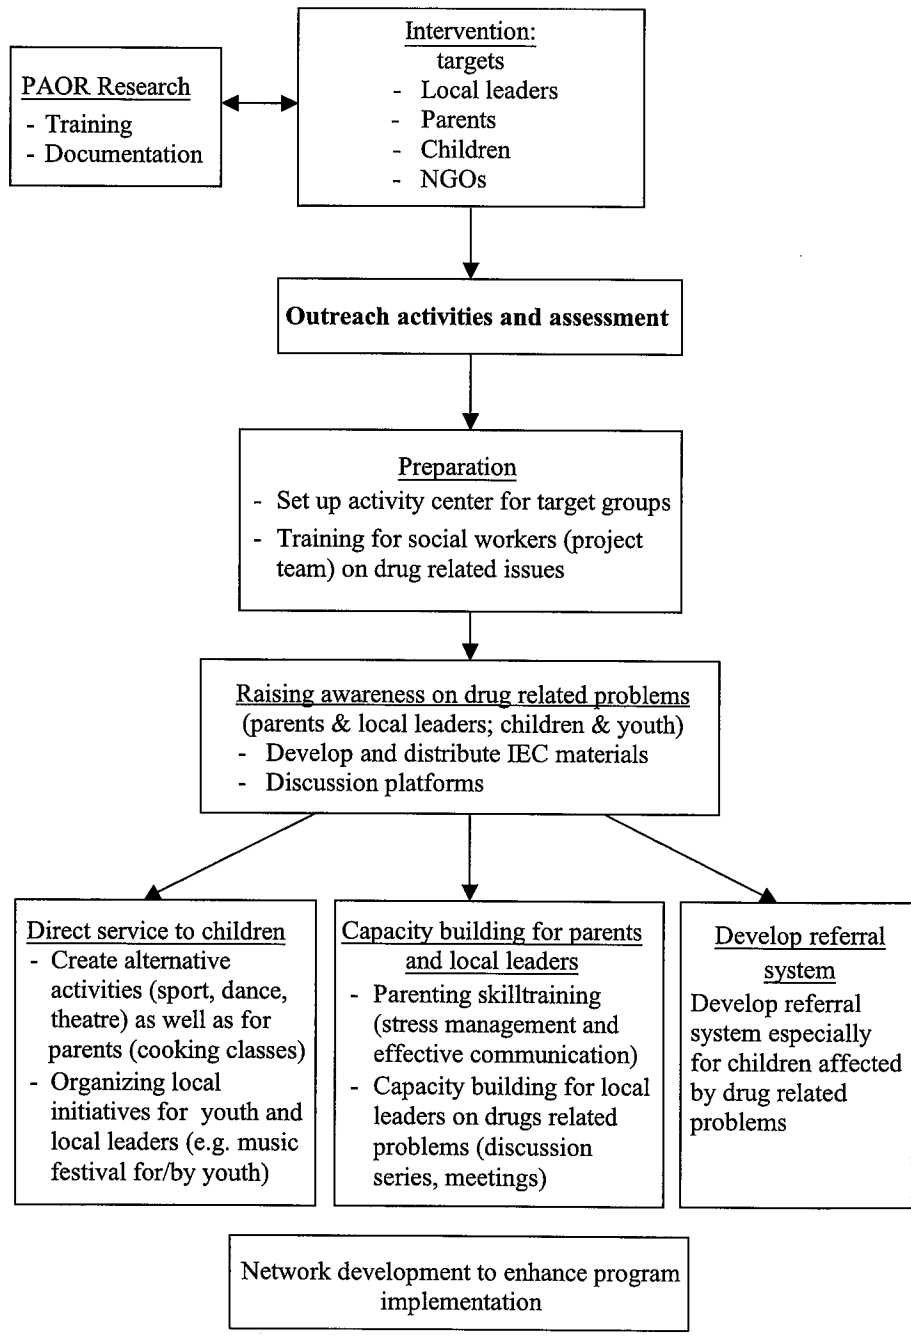 PAOR Research
- Training
- Documentation
Intervention:
targets
- Local leaders
- Parents
- Children
- NGOs
Outreach activities and assessment
Preparation
- Set up activity center for target groups
- Training for social workers (project
team) on drug related issues
Raising awareness on drug related problems
(parents & local leaders; children & youth)
- Develop and distribute IEC materials
- Discussion platforms
Direct service to children
- Create alternative
activities (sport, dance,
theatre) as well as for
parents (cooking classes)
- Organizing local
initiatives for youth and
local leaders (e.g. music
festival for/by youth)
Capacity building for parents
and local leaders
- Parenting skilltraining
(stress management and
effective communication)
- Capacity building for local
leaders on drugs related
problems (discussion
series, meetings)
Develop referral
system
Develop referral
system especially
for children affected
by drug related
problems
Network development to enhance program
implementation